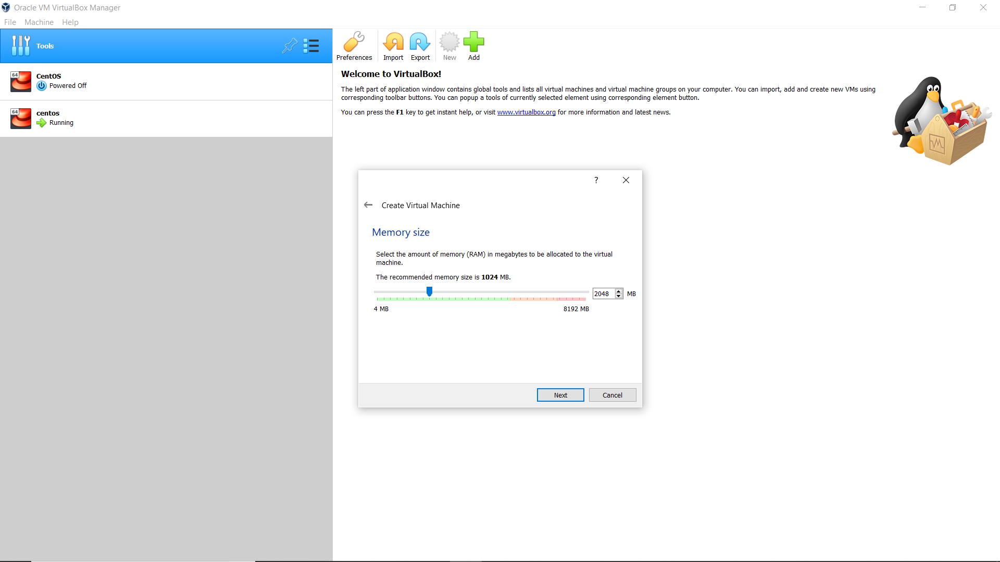 Oracle VM VirtualBox Manager
File Machine Help
Tools
Preferences Import Export New Add
64 CentOS
Powered Off
64 centos
Running
Welcome to VirtualBox!
The left part of application window contains global tools and lists all virtual machines and virtual machine groups on your computer. You can import, add and create new VMs using
corresponding toolbar buttons. You can popup a tools of currently selected element using corresponding element button.
You can press the F1 key to get instant help, or visit www.virtualbox.org for more information and latest news.
?
Create Virtual Machine
Memory size
Select the amount of memory (RAM) in megabytes to be allocated to the virtual
machine.
The recommended memory size is 1024 MB.
2048 MB
4 MB 8192 MB
Next Cancel